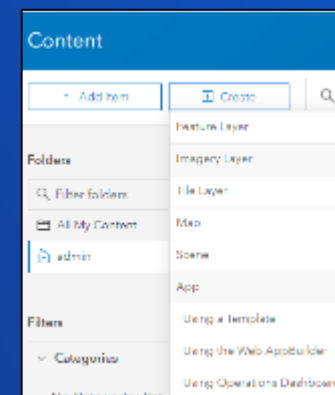 Content
Add Item
Create
Feature Layer
Folders
Imagery Layer
Filter folders
Tile Layer
All My Content
Map
admin
Scene
App
Filters
Using a Template
Categories
Using the Web AppBuilder
Using Operations Dashboar